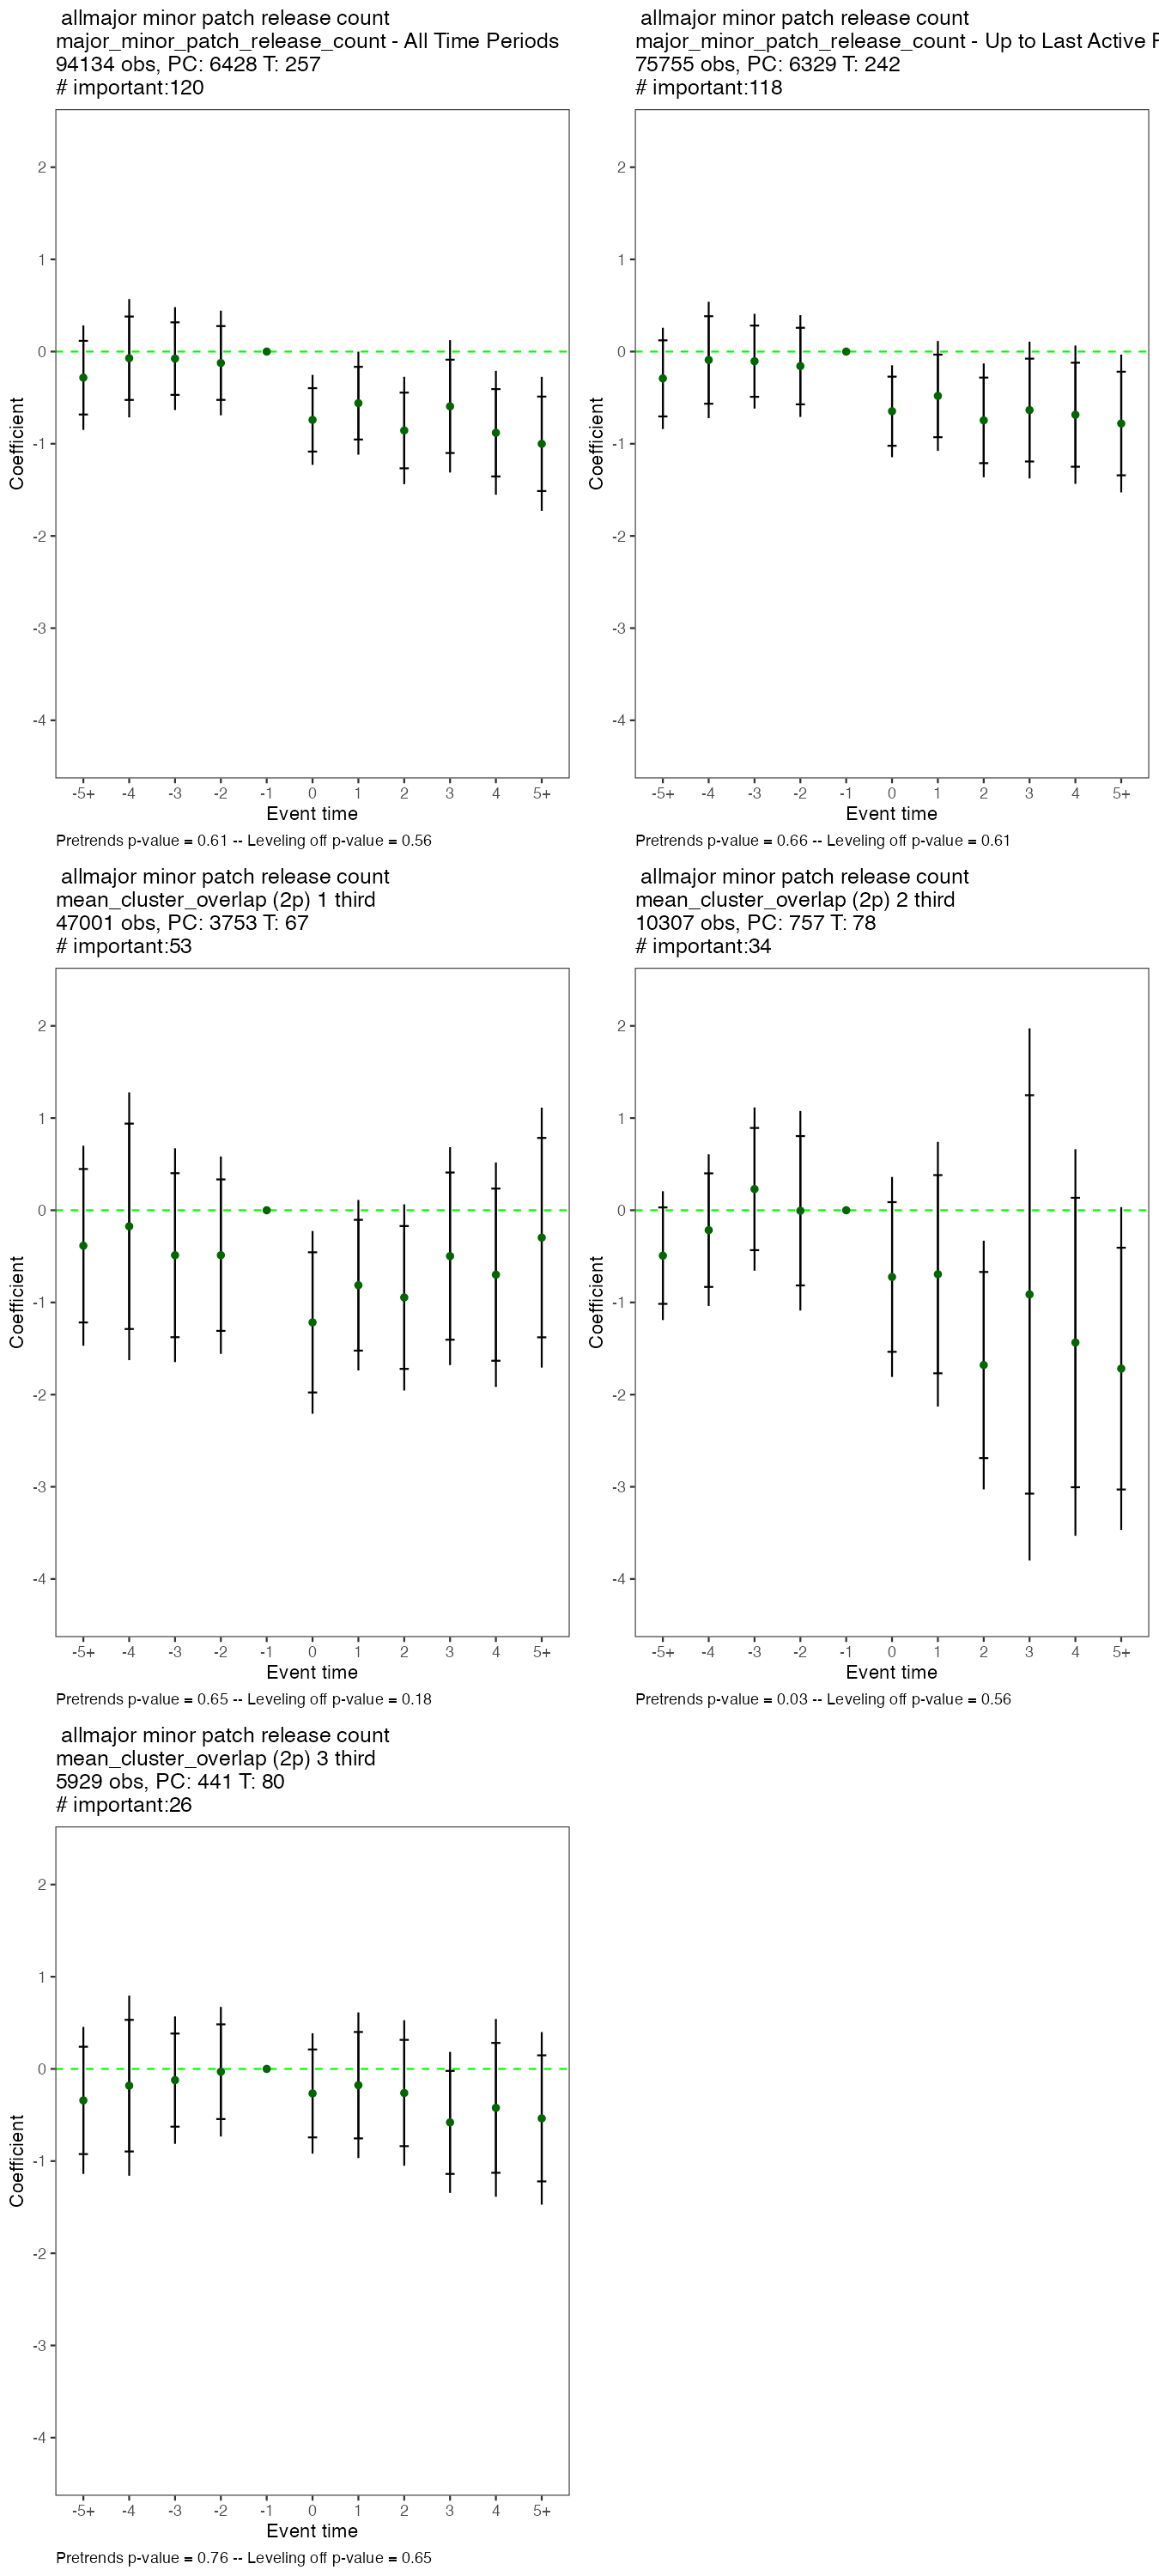 allmajor minor patch release count
major_minor_patch_release_count - All Time Periods
94134 obs, PC: 6428 T: 257
# important:120
2
1
0
-1
-2
-3
-4
Coefficient
-5+ -4 -3 -2 -1 0 1 2 3 4 5+
Event time
Pretrends p-value = 0.61 -- Leveling off p-value = 0.56
allmajor minor patch release count
major_minor_patch_release_count - Up to Last Active
75755 obs, PC: 6329 T: 242
# important:118
2
1
0
-1
-2
-3
-4
Coefficient
-5+ -4 -3 -2 -1 0 1 2 3 4 5+
Event time
Pretrends p-value = 0.66 -- Leveling off p-value = 0.61
allmajor minor patch release count
mean_cluster_overlap (2p) 1 third
47001 obs, PC: 3753 T: 67
# important:53
2
1
0
-1
-2
-3
-4
Coefficient
-5+ -4 -3 -2 -1 0 1 2 3 4 5+
Event time
Pretrends p-value = 0.65 -- Leveling off p-value = 0.18
allmajor minor patch release count
mean_cluster_overlap (2p) 2 third
10307 obs, PC: 757 T: 78
# important:34
2
1
0
-1
-2
-3
-4
Coefficient
-5+ -4 -3 -2 -1 0 1 2 3 4 5+
Event time
Pretrends p-value = 0.03 -- Leveling off p-value = 0.56
allmajor minor patch release count
mean_cluster_overlap (2p) 3 third
5929 obs, PC: 441 T: 80
# important:26
2
1
0
-1
-2
-3
-4
Coefficient
-5+ -4 -3 -2 -1 0 1 2 3 4 5+
Event time
Pretrends p-value = 0.76 -- Leveling off p-value = 0.65